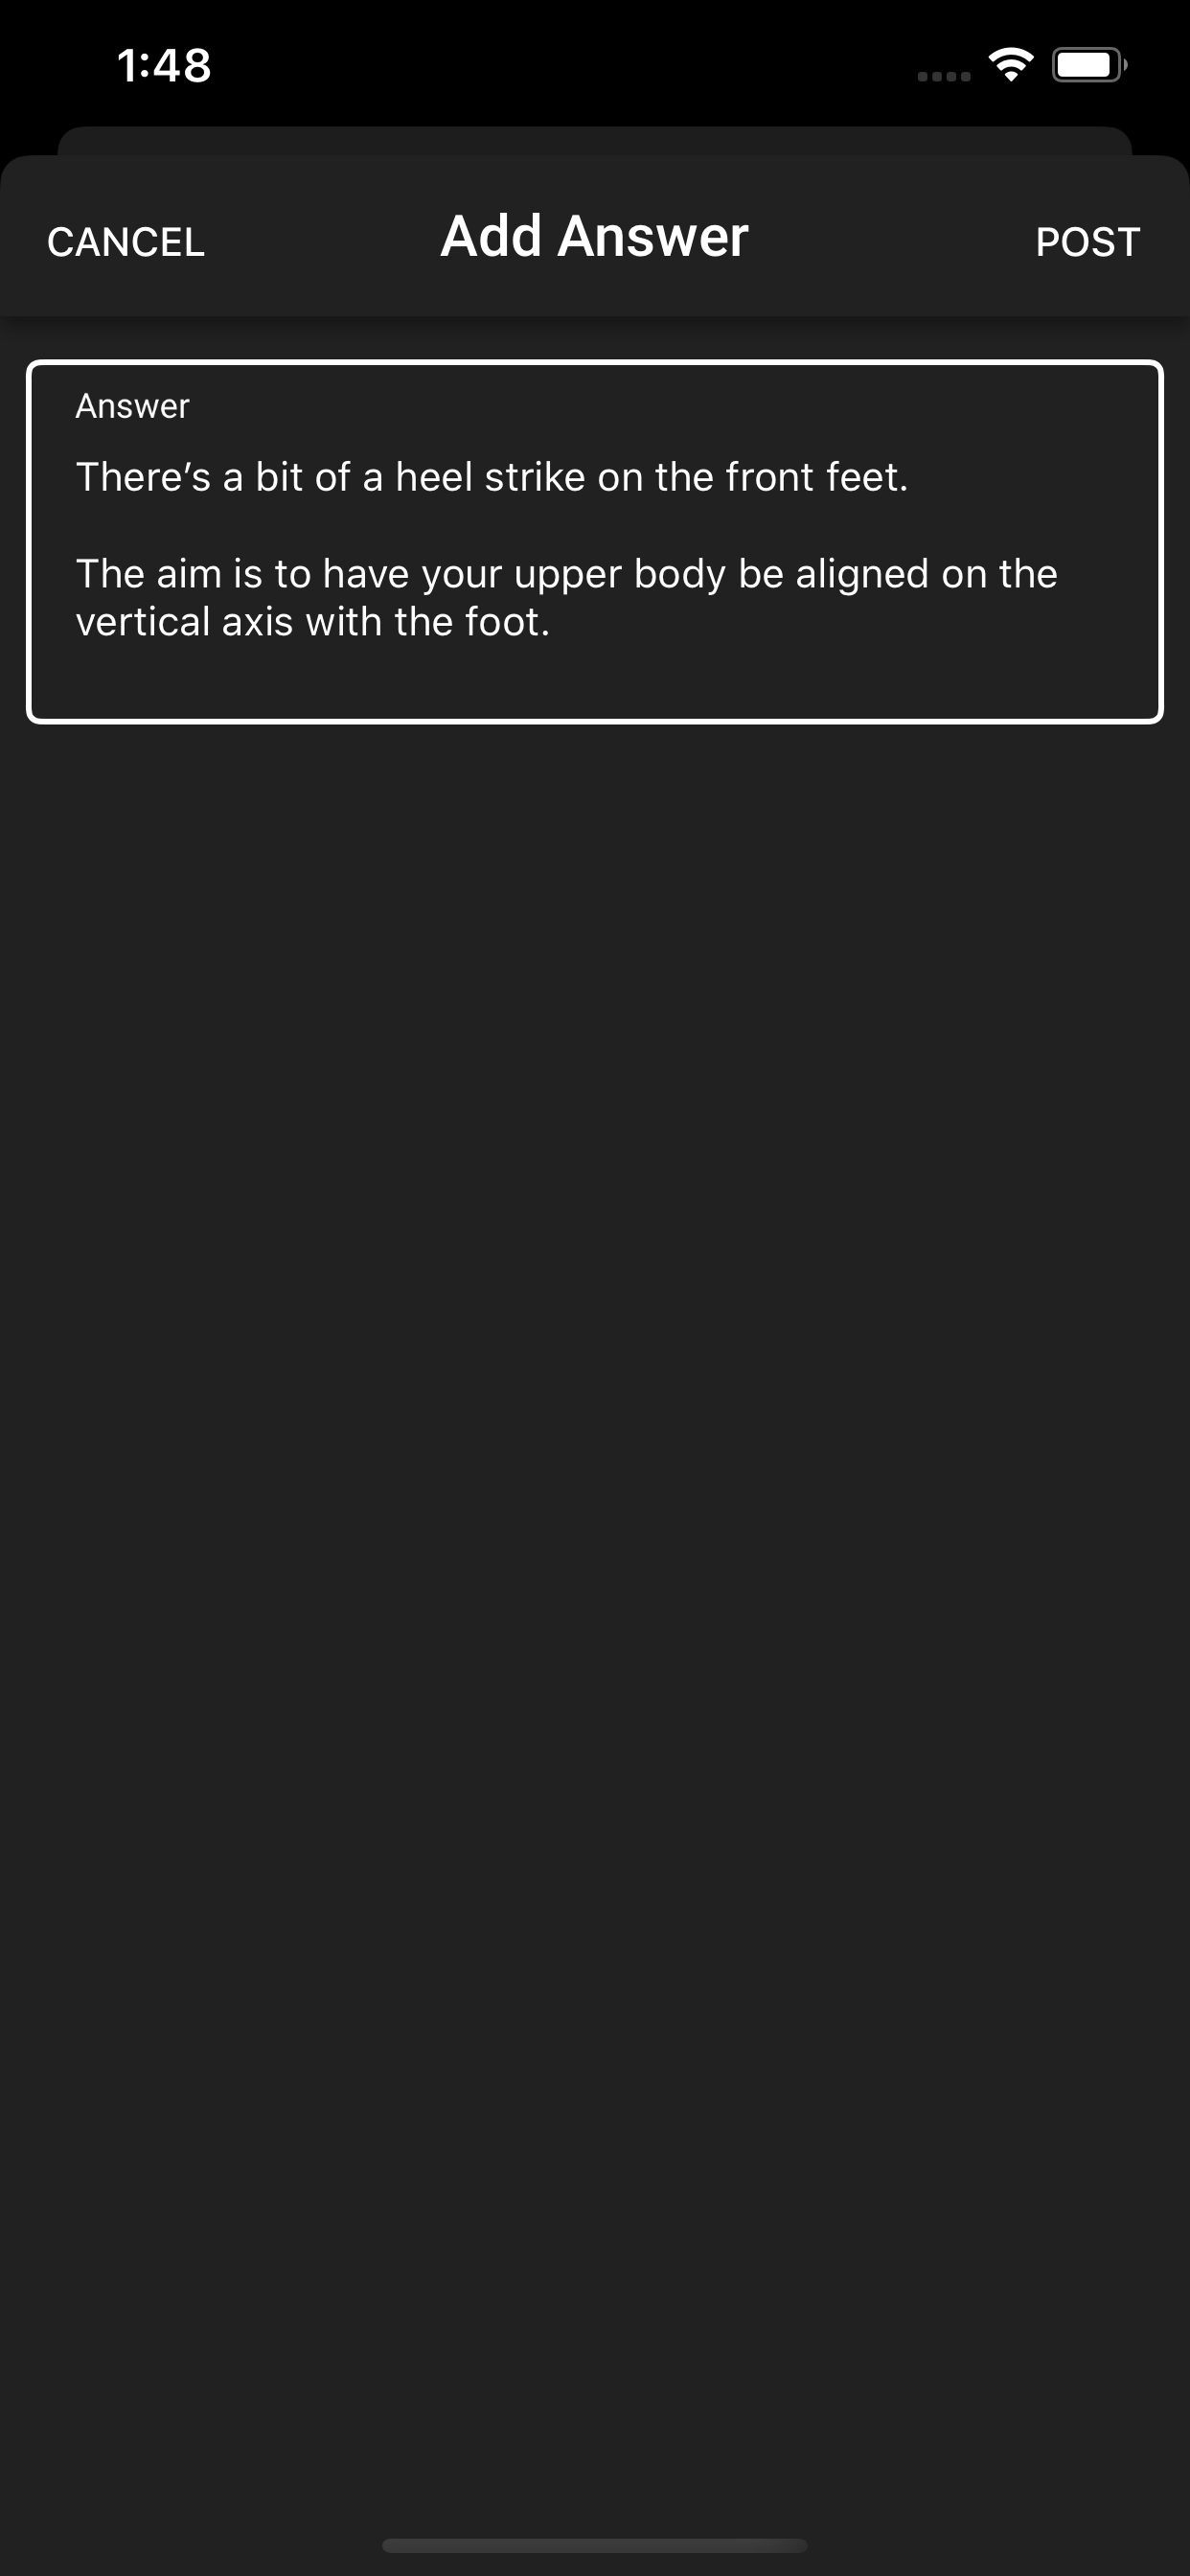 1:48
CANCEL
Add Answer
POST
Answer
There’s a bit of a heel strike on the front feet.
The aim is to have your upper body be aligned on the
vertical axis with the foot.